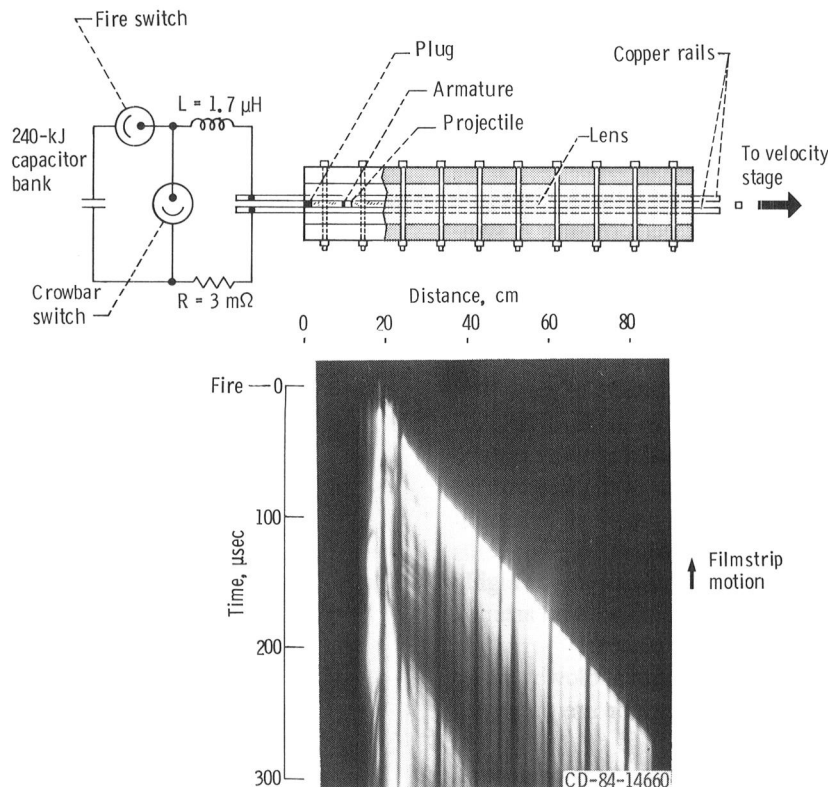 Fire switch
L = 1.7 μH
240-kJ
capacitor
bank
Crowbar
switch
R = 3 mΩ
Plug
Armature
Projectile
Lens
Copper rails
To velocity
stage
Distance, cm
0 20 40 60 80
Fire
0
100
200
300
Time, μsec
Filmstrip
motion
CD-84-14660